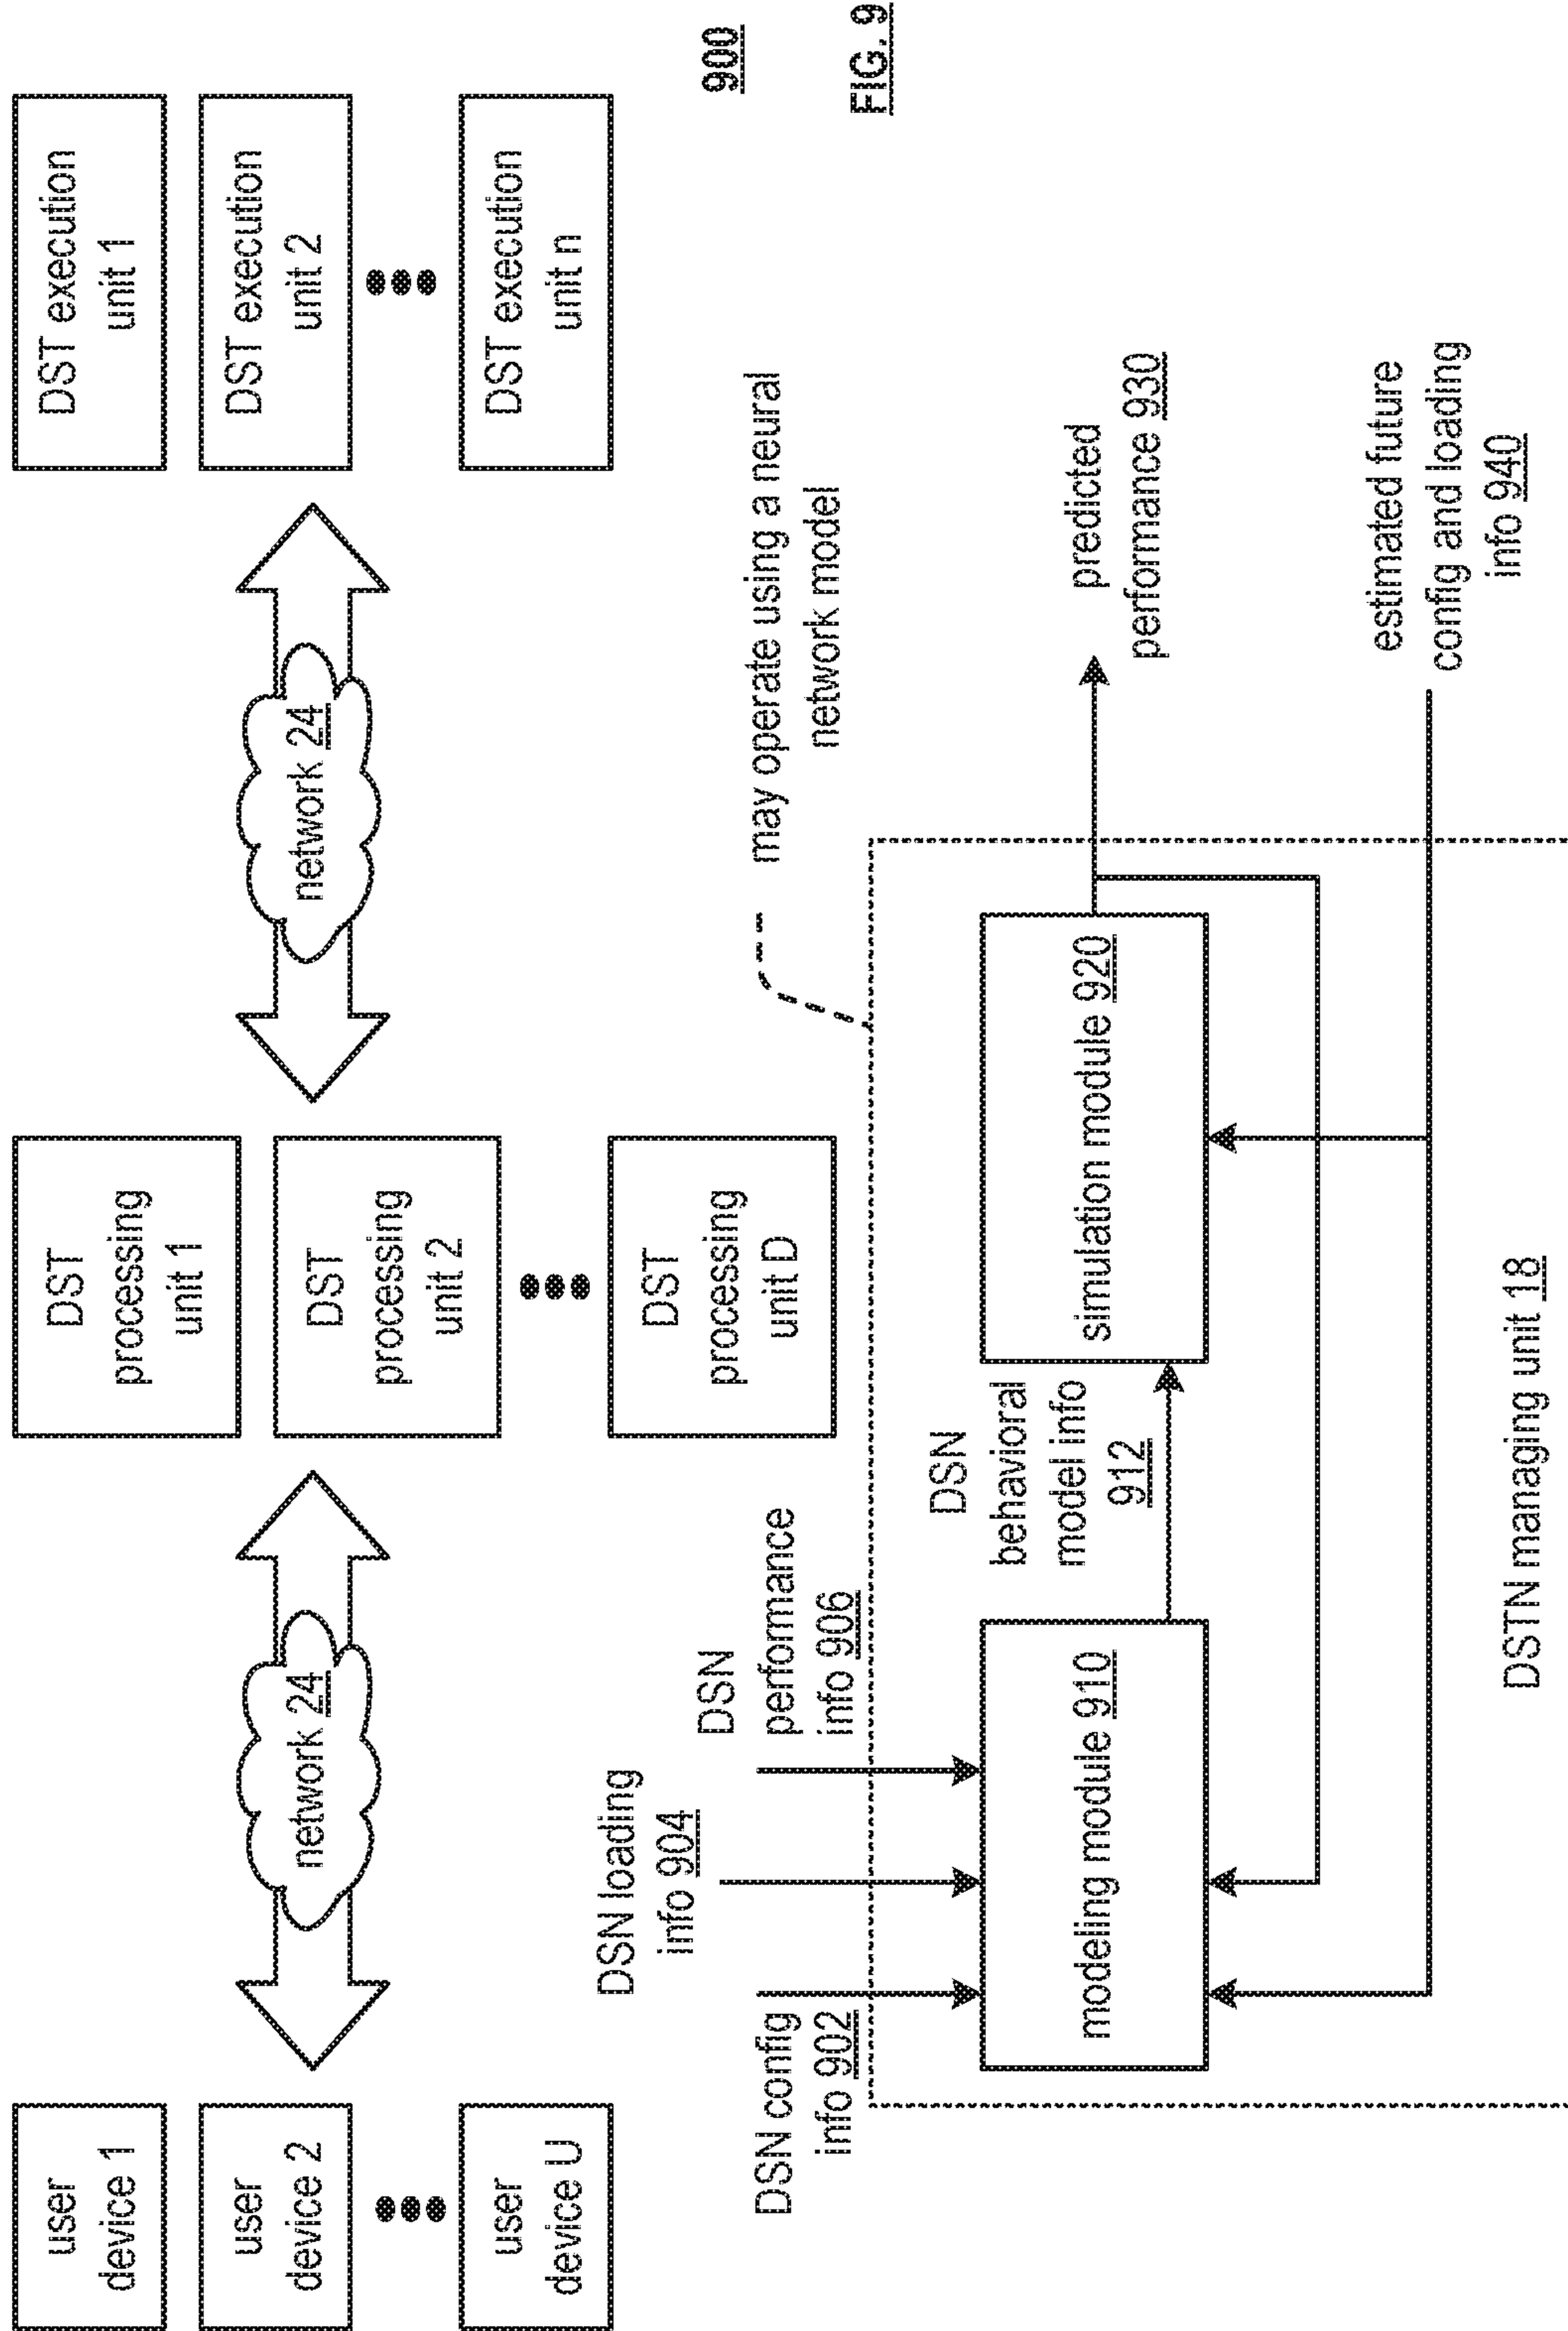 user
device 1
user
device 2
user
device U
network 24
DST
processing
unit 1
DST
processing
unit 2
DST
processing
unit D
network 24
DST execution
unit 1
DST execution
unit 2
DST execution
unit n
900
FIG. 9
DSN config
info 902
DSN loading
info 904
DSN
performance
info 906
may operate using a neural
network model
modeling module 910
DSN
behavioral
model info
912
simulation module 920
predicted
performance 930
estimated future
config and loading
info 940
DSTN managing unit 18